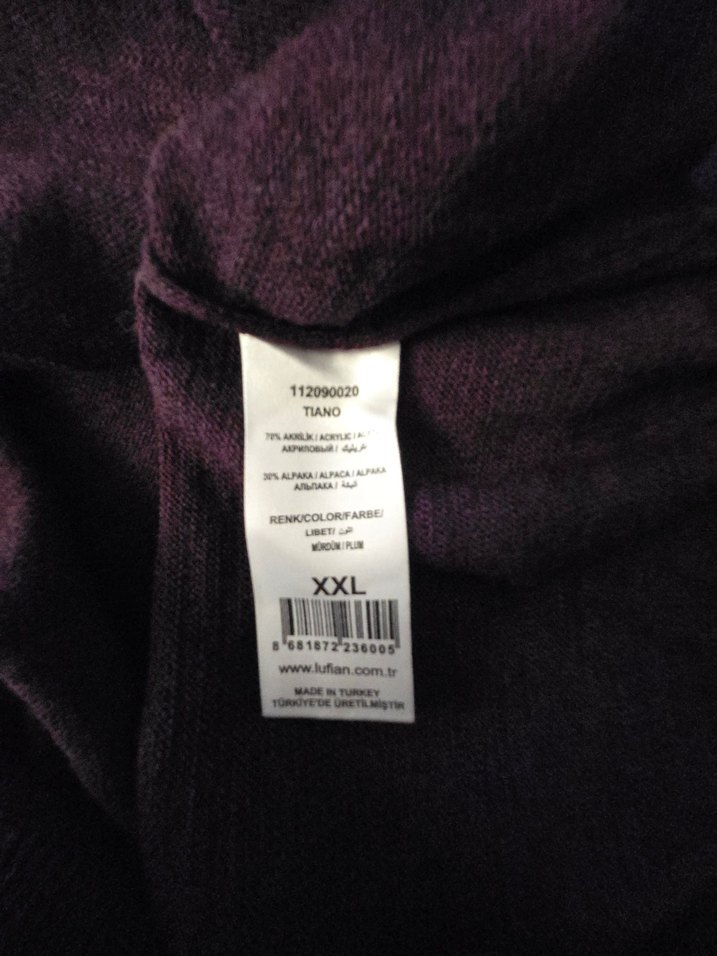 112090020
TIANO
70% AKRİLİK / ACRYLIC /
АКРИЛОВЫЙ /
30% ALPAKA / ALPACA / ALPAKA
АЛЬПАКА /
RENK/COLOR/FARBE/
LIBET/
MÜRDÜM / PLUM
XXL
8 681872 236005
www.lufian.com.tr
MADE IN TURKEY
TÜRKİYE'DE ÜRETİLMİŞTİR